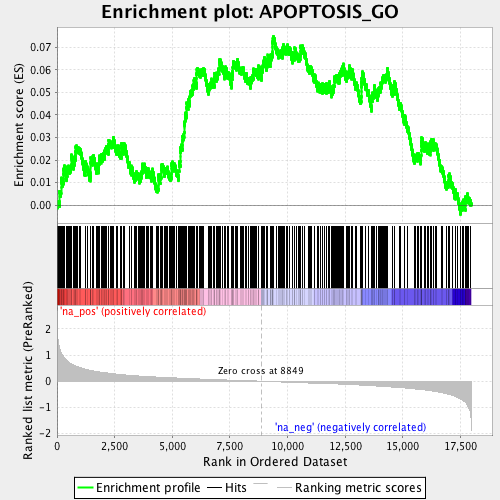 Enrichment plot: APOPTOSIS_GO
Enrichment score (ES)
0.07
0.06
0.05
0.04
0.03
0.02
0.01
0.00
'na_pos' (positively correlated)
Ranked list metric (PreRanked)
2
1
0
-1
-2
Zero cross at 8849
'na_neg' (negatively correlated)
0
2,500
5,000
7,500
10,000
12,500
15,000
17,500
Rank in Ordered Dataset
Enrichment profile
Hits
Ranking metric scores